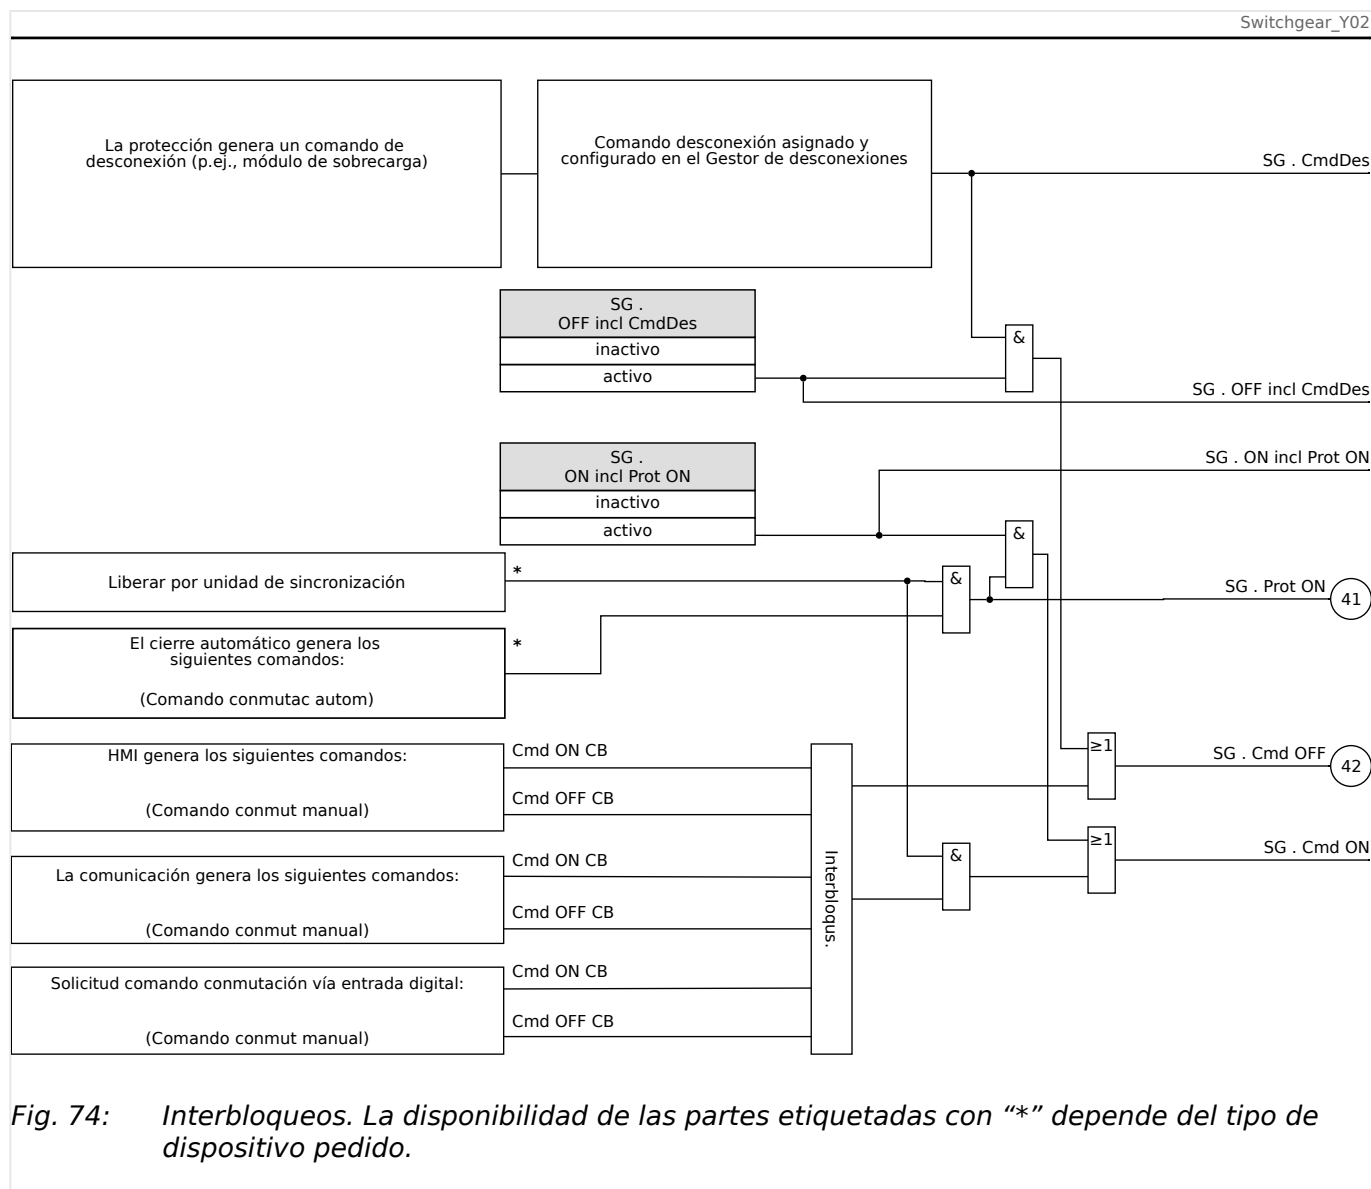 Switchgear_Y02
La protección genera un comando de
desconexión (p.ej., módulo de sobrecarga)
Comando desconexión asignado y
configurado en el Gestor de desconexiones
SG . CmdDes
SG .
OFF incl CmdDes
inactivo
activo
&
SG . OFF incl CmdDes
SG .
ON incl Prot ON
inactivo
activo
SG . ON incl Prot ON
&
Liberar por unidad de sincronización
*
&
SG . Prot ON
41
El cierre automático genera los
siguientes comandos:
(Comando conmutac autom)
*
HMI genera los siguientes comandos:
(Comando conmut manual)
Cmd ON CB
Cmd OFF CB
≥1
SG . Cmd OFF
42
La comunicación genera los siguientes comandos:
(Comando conmut manual)
Cmd ON CB
Cmd OFF CB
Interbloqus.
&
≥1
SG . Cmd ON
Solicitud comando conmutación vía entrada digital:
(Comando conmut manual)
Cmd ON CB
Cmd OFF CB
Fig. 74: Interbloqueos. La disponibilidad de las partes etiquetadas con “*” depende del tipo de
dispositivo pedido.